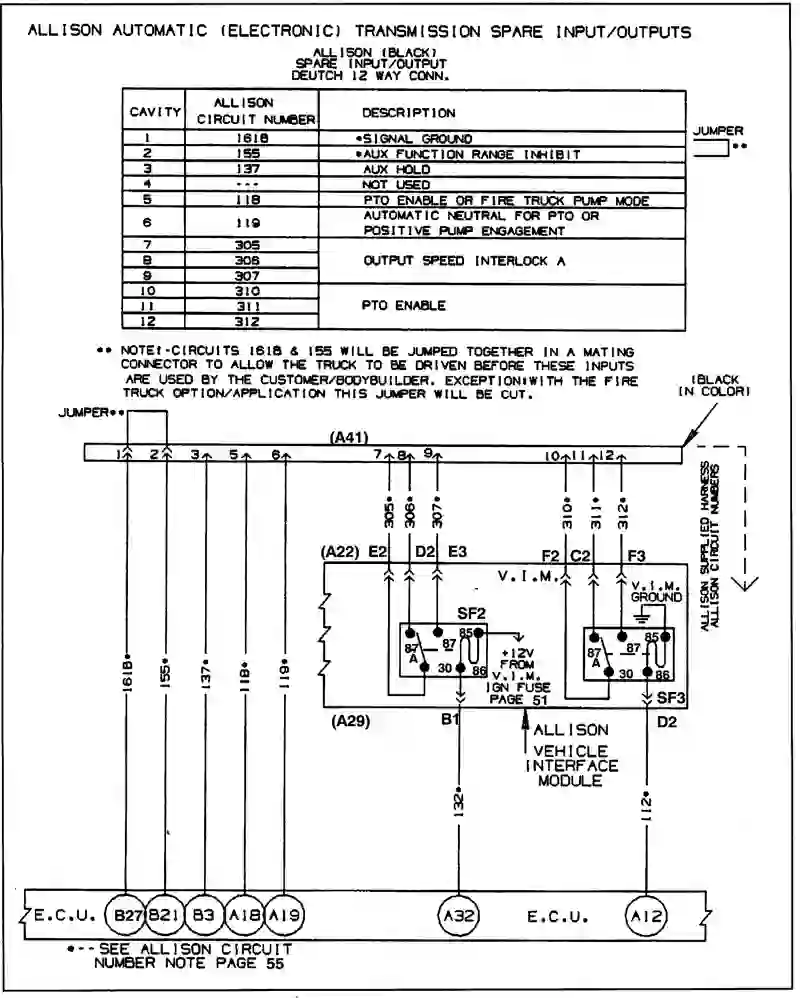 ALLISON AUTOMATIC (ELECTRONIC) TRANSMISSION SPARE INPUT/OUTPUTS
ALLISON (BLACK)
SPARE INPUT/OUTPUT
DEUTCH 12 WAY CONN.
CAVITY ALLISON CIRCUIT NUMBER DESCRIPTION
1 161B *SIGNAL GROUND
2 155 *AUX FUNCTION RANGE INHIBIT
JUMPER
**
3 137 AUX HOLD
4 --- NOT USED
5 118 PTO ENABLE OR FIRE TRUCK PUMP MODE
6 119 AUTOMATIC NEUTRAL FOR PTO OR
POSITIVE PUMP ENGAGEMENT
7 305
8 306 OUTPUT SPEED INTERLOCK A
9 307
10 310
11 311 PTO ENABLE
12 312
** NOTE:-CIRCUITS 161B & 155 WILL BE JUMPED TOGETHER IN A MATING
CONNECTOR TO ALLOW THE TRUCK TO BE DRIVEN BEFORE THESE INPUTS
ARE USED BY THE CUSTOMER/BODYBUILDER. EXCEPTION:WITH THE FIRE
TRUCK OPTION/APPLICATION THIS JUMPER WILL BE CUT.
(BLACK
IN COLOR)
JUMPER**
(A41)
1 2 3 5 6 7 8 9 10 11 12
305* 306* 307* 310* 311* 312*
ALLISON SUPPLIED HARNESS
ALLISON CIRCUIT NUMBERS
(A22) E2 D2 E3 F2 C2 F3
V.I.M.
V.I.M.
GROUND
SF2
87 A 87 85 30 86
+12V
FROM
V.I.M.
IGN FUSE
PAGE 51
87 A 87 85 30 86
SF3
161B* 155* 137* 118* 119*
(A29) B1 D2
ALLISON
VEHICLE
INTERFACE
MODULE
132* 112*
E.C.U. B27 B21 B3 A18 A19 A32 E.C.U. A12
*--SEE ALLISON CIRCUIT
NUMBER NOTE PAGE 55